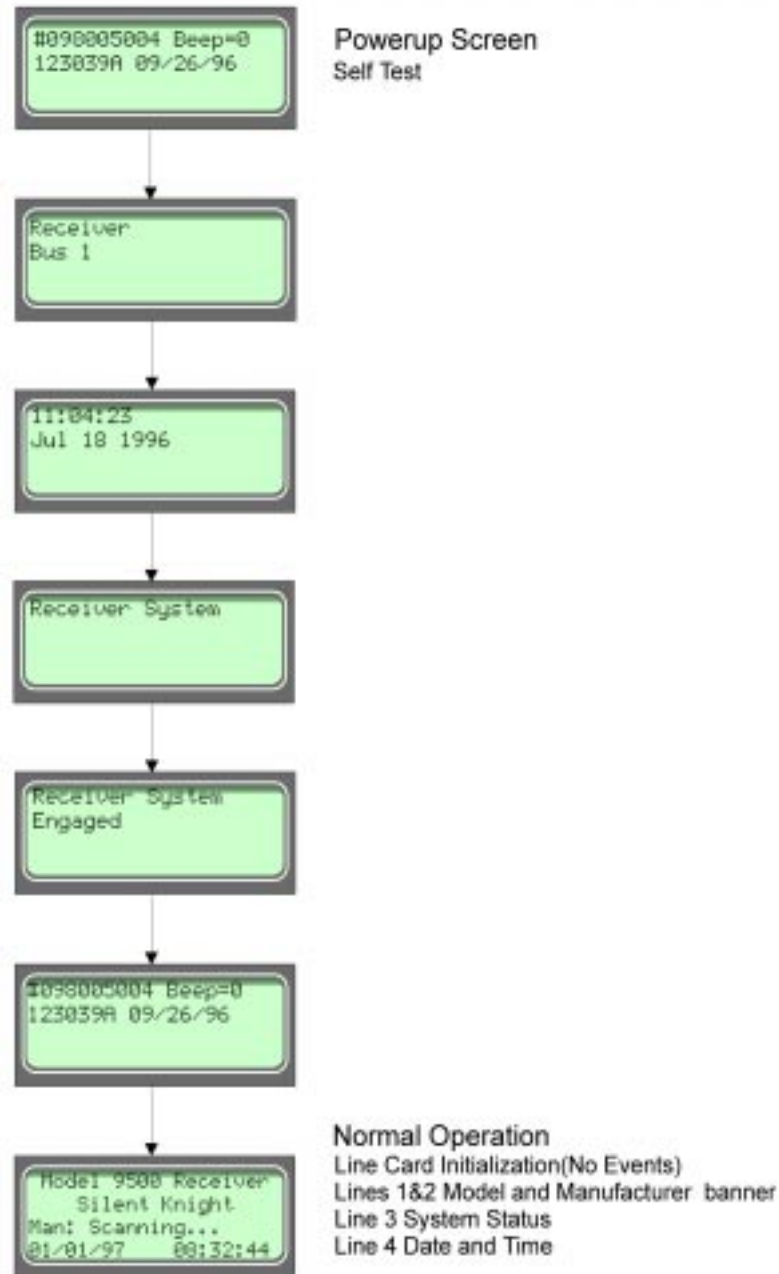 #098005004 Beep=0
123039A 09/26/96
Powerup Screen
Self Test
Receiver
Bus 1
11:04:23
Jul 18 1996
Receiver System
Receiver System
Engaged
#098005004 Beep=0
123039A 09/26/96
Model 9500 Receiver
Silent Knight
Man: Scanning...
01/01/97 08:32:44
Normal Operation
Line Card Initialization(No Events)
Lines 1&2 Model and Manufacturer banner
Line 3 System Status
Line 4 Date and Time